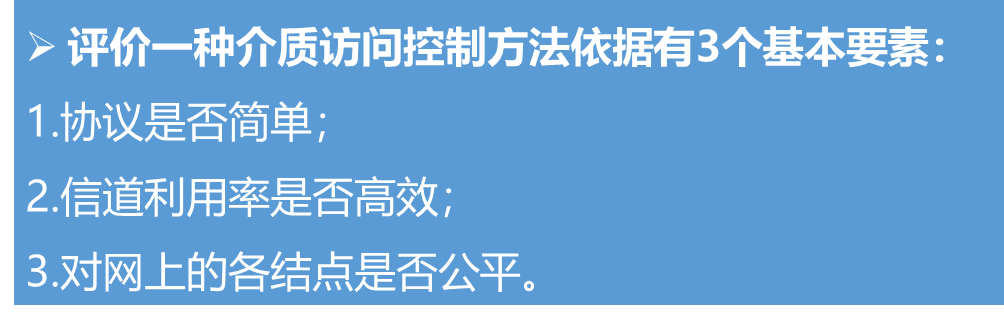 ➢ 评价一种介质访问控制方法依据有3个基本要素：
1.协议是否简单；
2.信道利用率是否高效；
3.对网上的各结点是否公平。